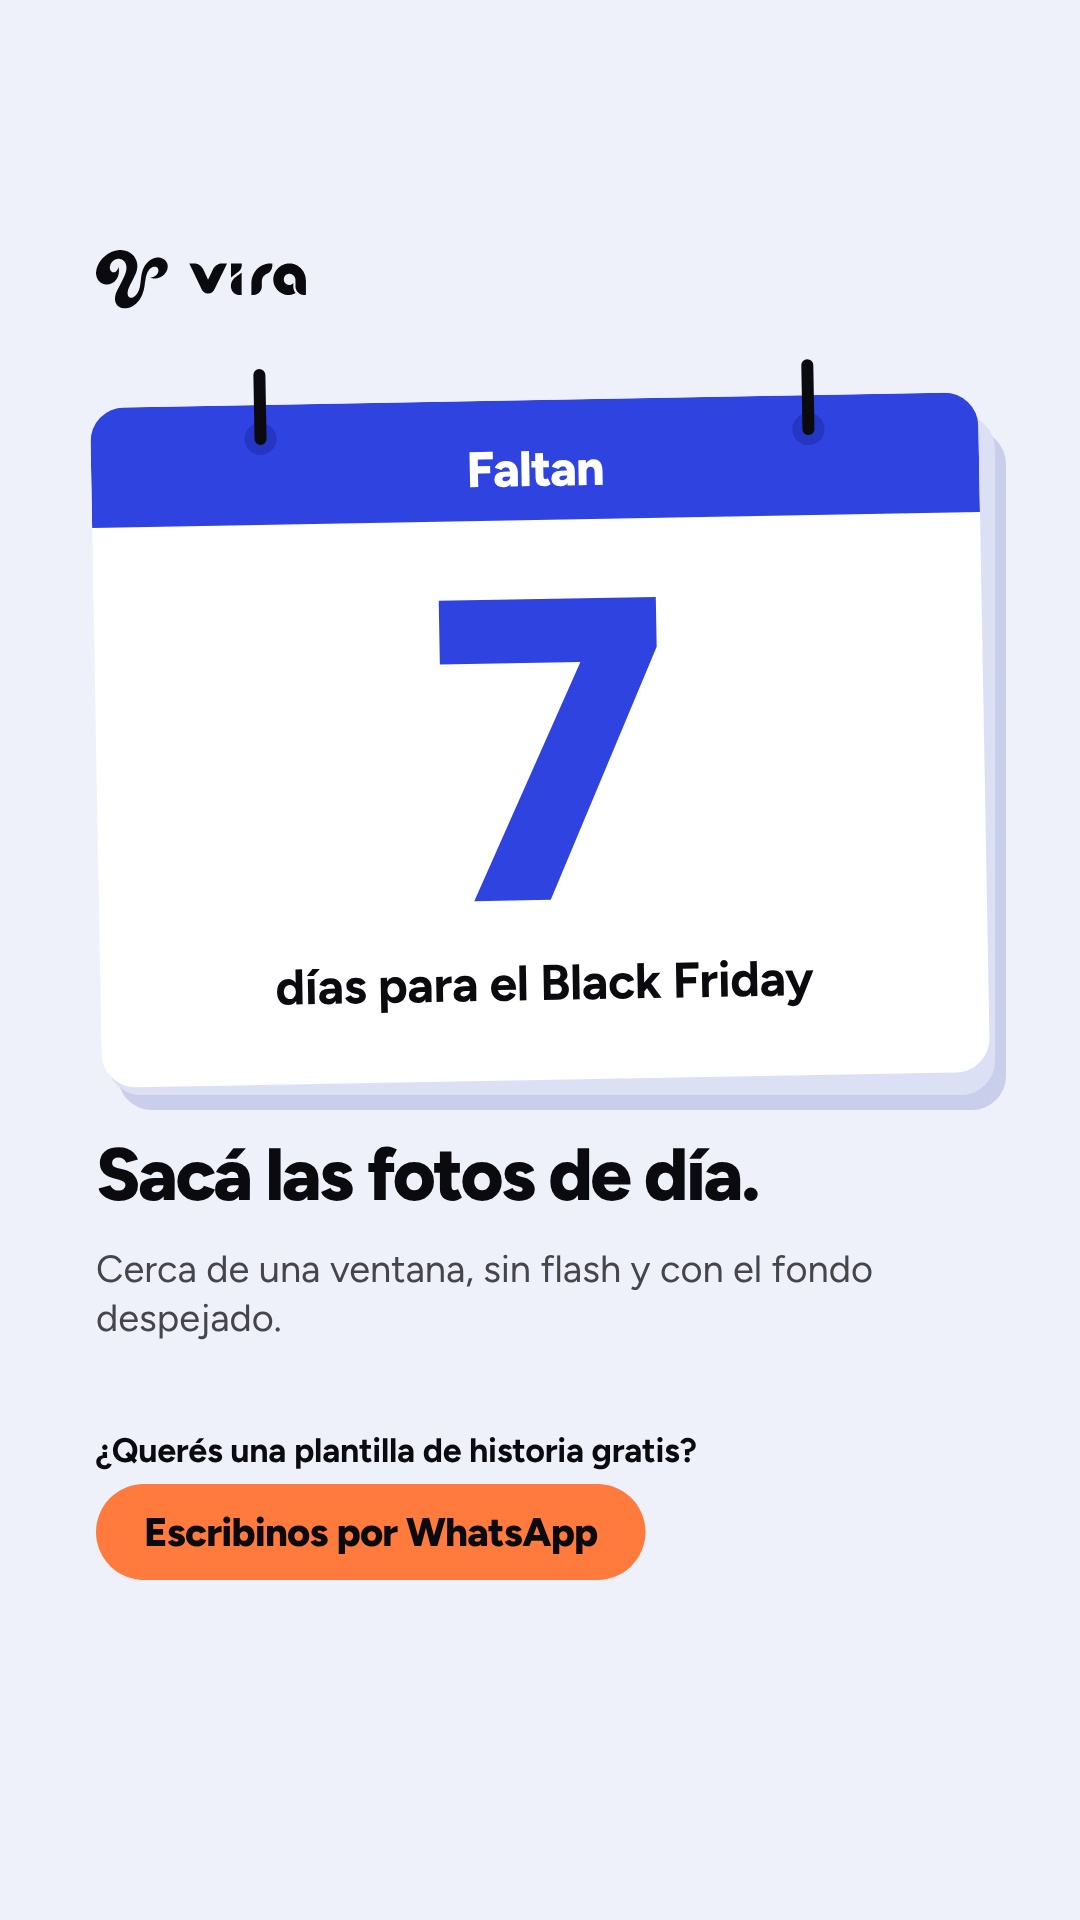 vira
Faltan
7
días para el Black Friday
Sacá las fotos de día.
Cerca de una ventana, sin flash y con el fondo
despejado.
¿Querés una plantilla de historia gratis?
Escribinos por WhatsApp